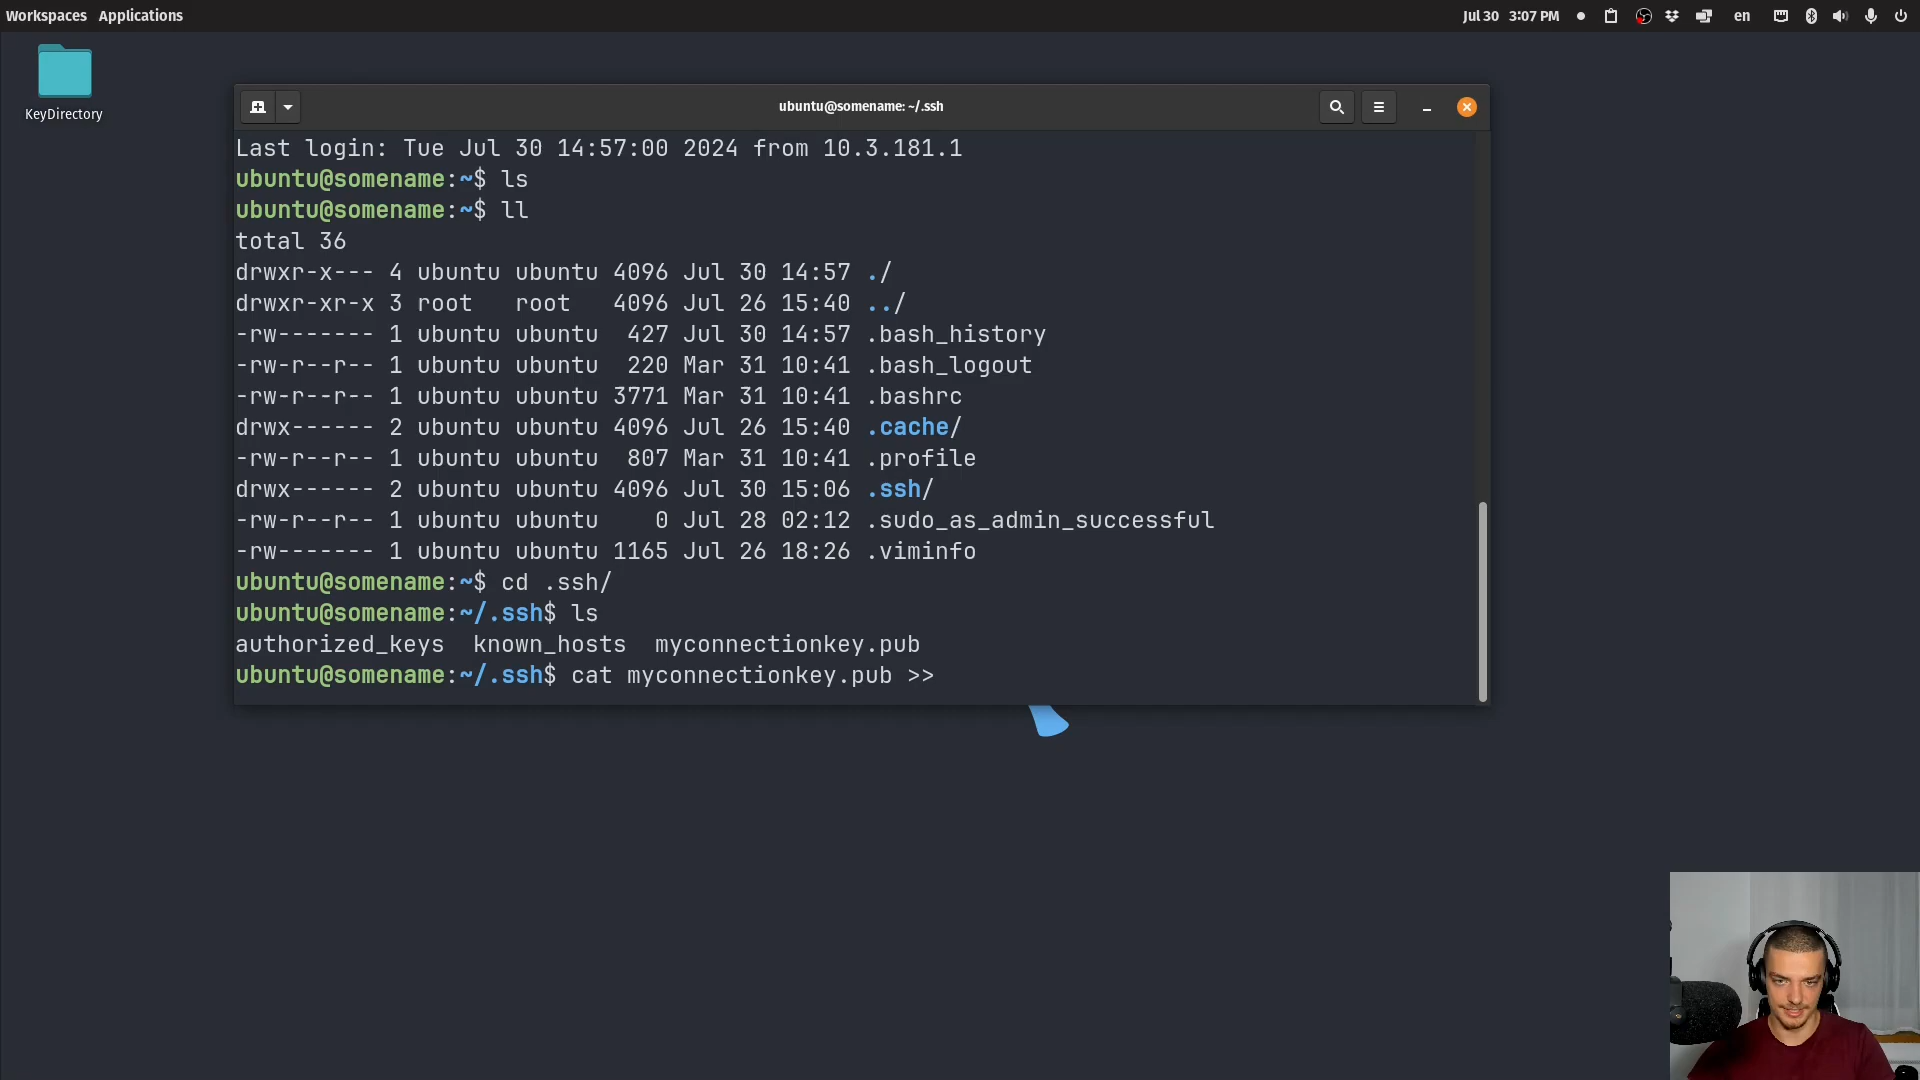 Workspaces Applications
Jul 30 3:07 PM en
KeyDirectory
ubuntu@somename: ~/.ssh
Last login: Tue Jul 30 14:57:00 2024 from 10.3.181.1
ubuntu@somename:~$ ls
ubuntu@somename:~$ ll
total 36
drwxr-x--- 4 ubuntu ubuntu 4096 Jul 30 14:57 ./
drwxr-xr-x 3 root   root   4096 Jul 26 15:40 ../
-rw------- 1 ubuntu ubuntu  427 Jul 30 14:57 .bash_history
-rw-r--r-- 1 ubuntu ubuntu  220 Mar 31 10:41 .bash_logout
-rw-r--r-- 1 ubuntu ubuntu 3771 Mar 31 10:41 .bashrc
drwx------ 2 ubuntu ubuntu 4096 Jul 26 15:40 .cache/
-rw-r--r-- 1 ubuntu ubuntu  807 Mar 31 10:41 .profile
drwx------ 2 ubuntu ubuntu 4096 Jul 30 15:06 .ssh/
-rw-r--r-- 1 ubuntu ubuntu    0 Jul 28 02:12 .sudo_as_admin_successful
-rw------- 1 ubuntu ubuntu 1165 Jul 26 18:26 .viminfo
ubuntu@somename:~$ cd .ssh/
ubuntu@somename:~/.ssh$ ls
authorized_keys  known_hosts  myconnectionkey.pub
ubuntu@somename:~/.ssh$ cat myconnectionkey.pub >>